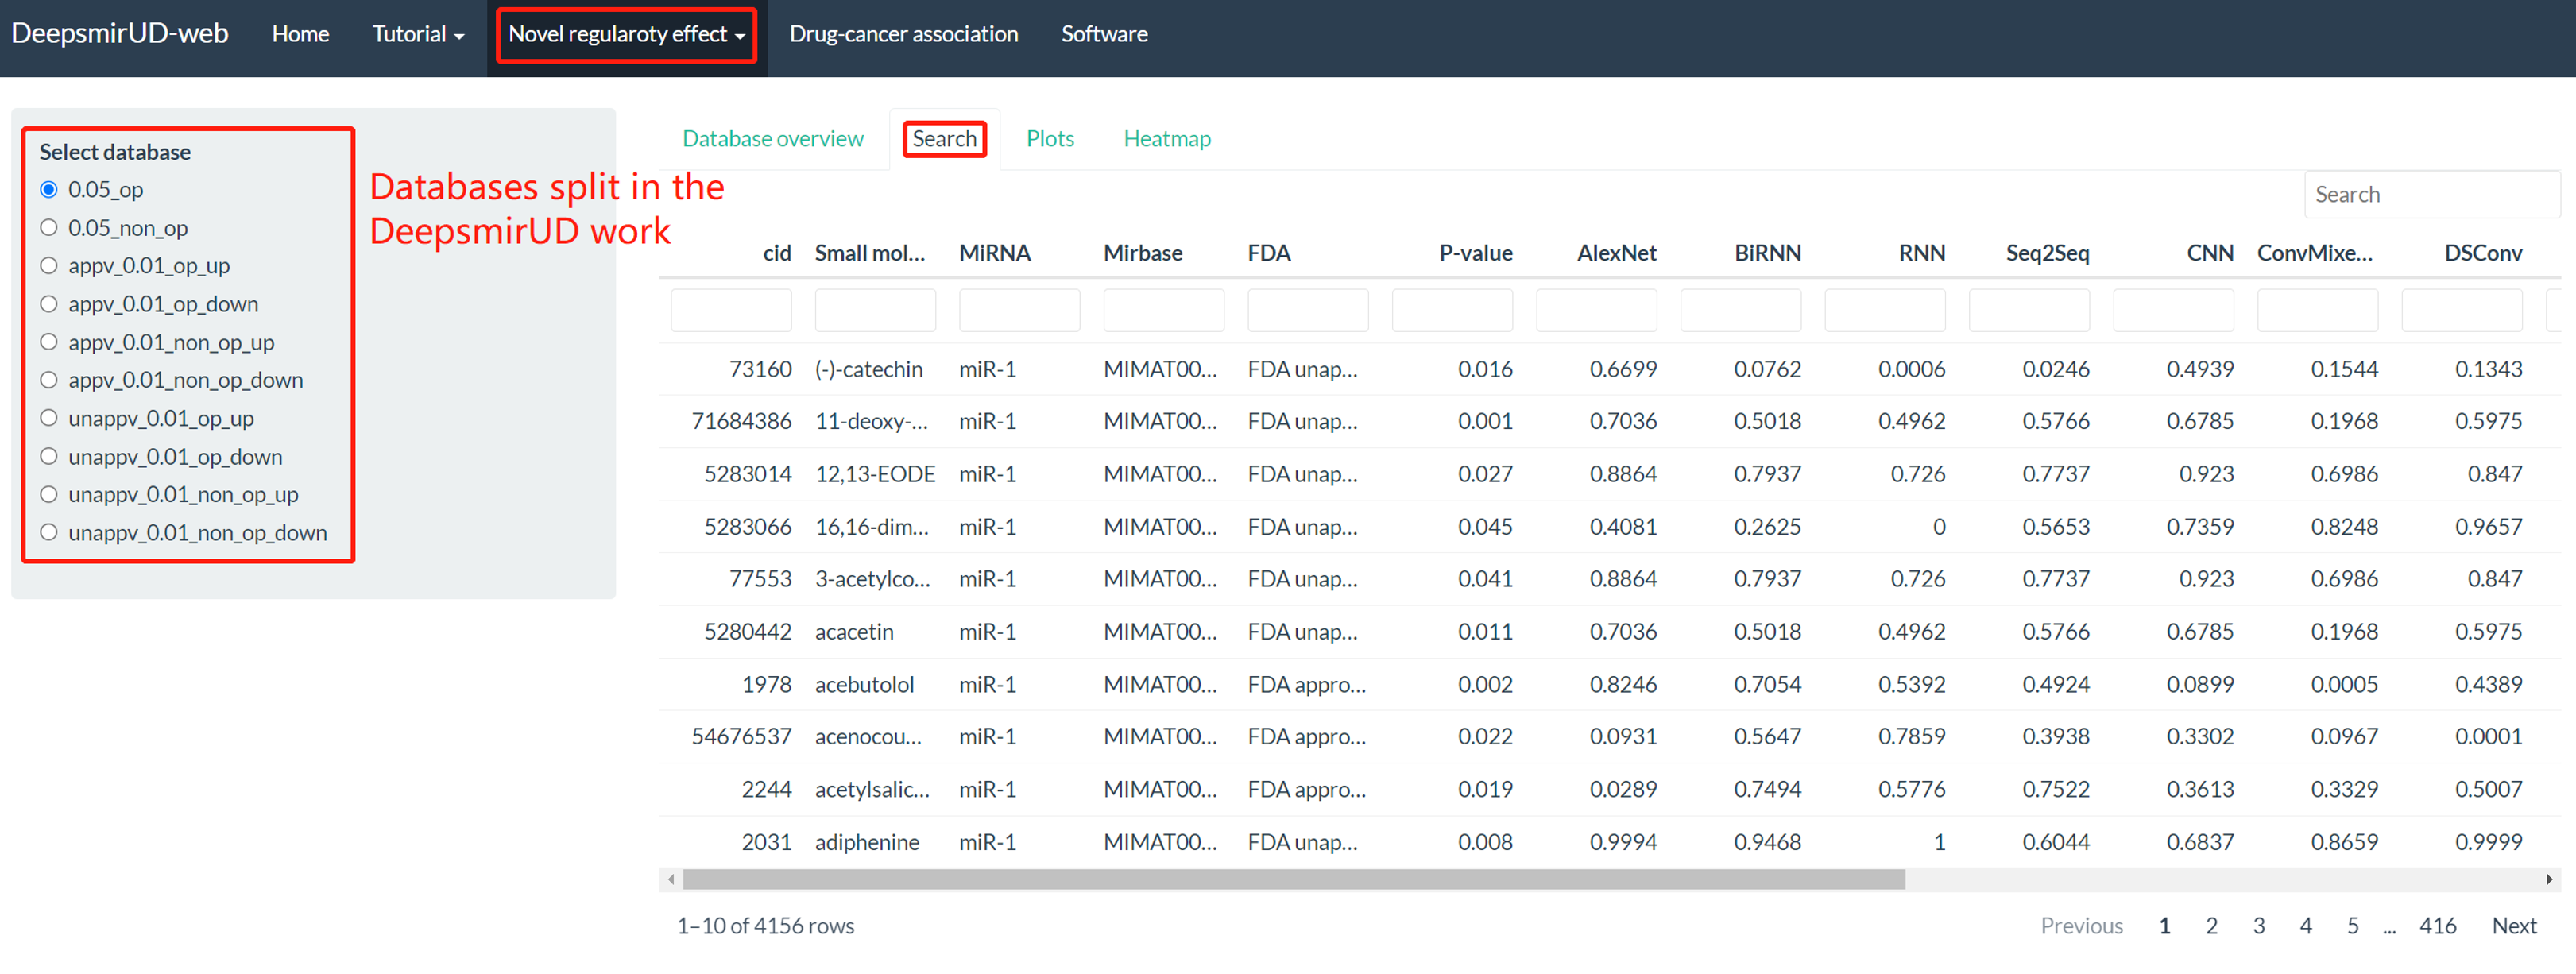 DeepsmirUD-web Home Tutorial Novel regularoty effect Drug-cancer association Software
Select database
0.05_op
0.05_non_op
appv_0.01_op_up
appv_0.01_op_down
appv_0.01_non_op_up
appv_0.01_non_op_down
unappv_0.01_op_up
unappv_0.01_op_down
unappv_0.01_non_op_up
unappv_0.01_non_op_down
Databases split in the
DeepsmirUD work
Database overview Search Plots Heatmap
Search
cid Small mol... MiRNA Mirbase FDA P-value AlexNet BiRNN RNN Seq2Seq CNN ConvMixe... DSConv
73160 (-)-catechin miR-1 MIMAT00... FDA unap... 0.016 0.6699 0.0762 0.0006 0.0246 0.4939 0.1544 0.1343
71684386 11-deoxy-... miR-1 MIMAT00... FDA unap... 0.001 0.7036 0.5018 0.4962 0.5766 0.6785 0.1968 0.5975
5283014 12,13-EODE miR-1 MIMAT00... FDA unap... 0.027 0.8864 0.7937 0.726 0.7737 0.923 0.6986 0.847
5283066 16,16-dim... miR-1 MIMAT00... FDA unap... 0.045 0.4081 0.2625 0 0.5653 0.7359 0.8248 0.9657
77553 3-acetylco... miR-1 MIMAT00... FDA unap... 0.041 0.8864 0.7937 0.726 0.7737 0.923 0.6986 0.847
5280442 acacetin miR-1 MIMAT00... FDA unap... 0.011 0.7036 0.5018 0.4962 0.5766 0.6785 0.1968 0.5975
1978 acebutolol miR-1 MIMAT00... FDA appro... 0.002 0.8246 0.7054 0.5392 0.4924 0.0899 0.0005 0.4389
54676537 acenocou... miR-1 MIMAT00... FDA appro... 0.022 0.0931 0.5647 0.7859 0.3938 0.3302 0.0967 0.0001
2244 acetylsalic... miR-1 MIMAT00... FDA appro... 0.019 0.0289 0.7494 0.5776 0.7522 0.3613 0.3329 0.5007
2031 adiphenine miR-1 MIMAT00... FDA unap... 0.008 0.9994 0.9468 1 0.6044 0.6837 0.8659 0.9999
1–10 of 4156 rows Previous 1 2 3 4 5 ... 416 Next